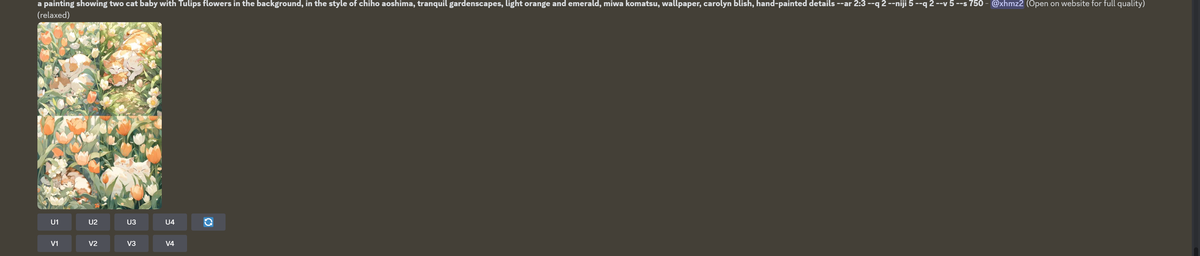 a painting showing two cat baby with Tulips flowers in the background, in the style of chiho aoshima, tranquil gardenscapes, light orange and emerald, miwa komatsu, wallpaper, carolyn blish, hand-painted details --ar 2:3 --q 2 --niji 5 --q 2 --v 5 --s 750 - @xhmz2 (Open on website for full quality)
(relaxed)
U1 U2 U3 U4
V1 V2 V3 V4